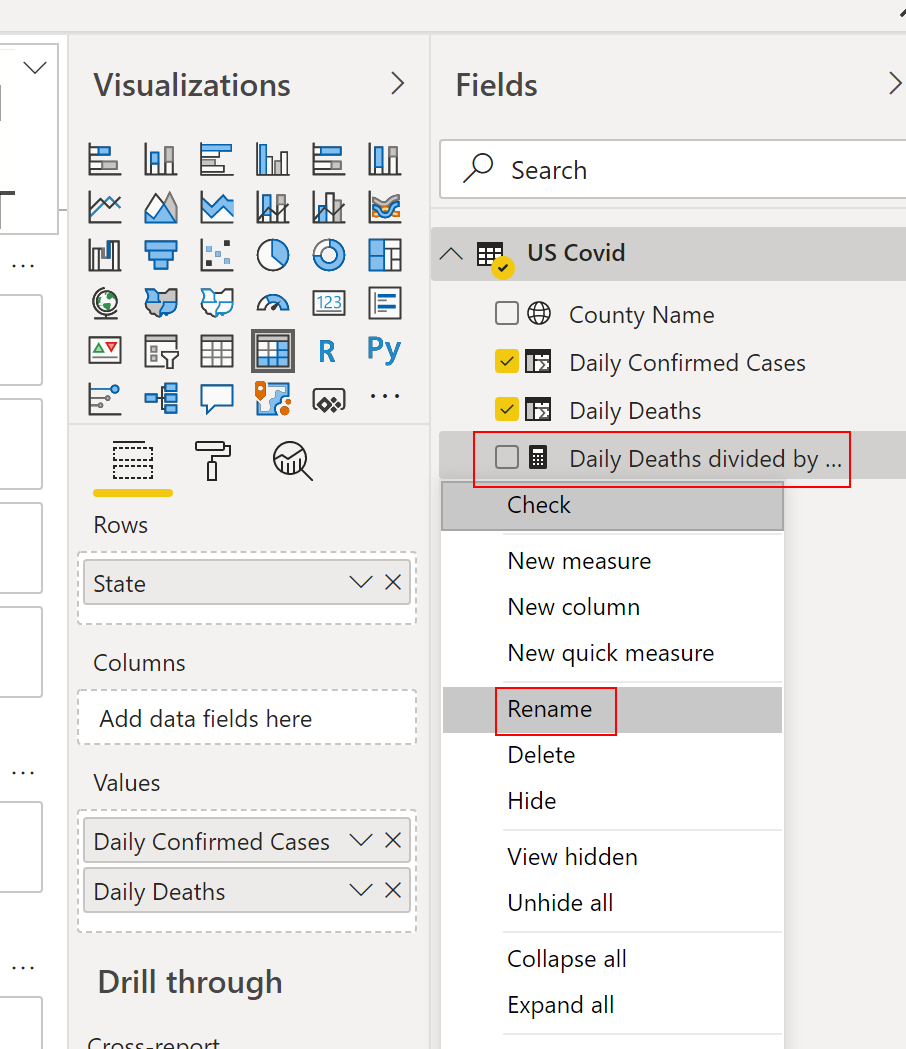 Visualizations
123
R
Py
Rows
State
Columns
Add data fields here
Values
Daily Confirmed Cases
Daily Deaths
Drill through
Cross-report
Fields
Search
US Covid
County Name
Daily Confirmed Cases
Daily Deaths
Daily Deaths divided by ...
Check
New measure
New column
New quick measure
Rename
Delete
Hide
View hidden
Unhide all
Collapse all
Expand all